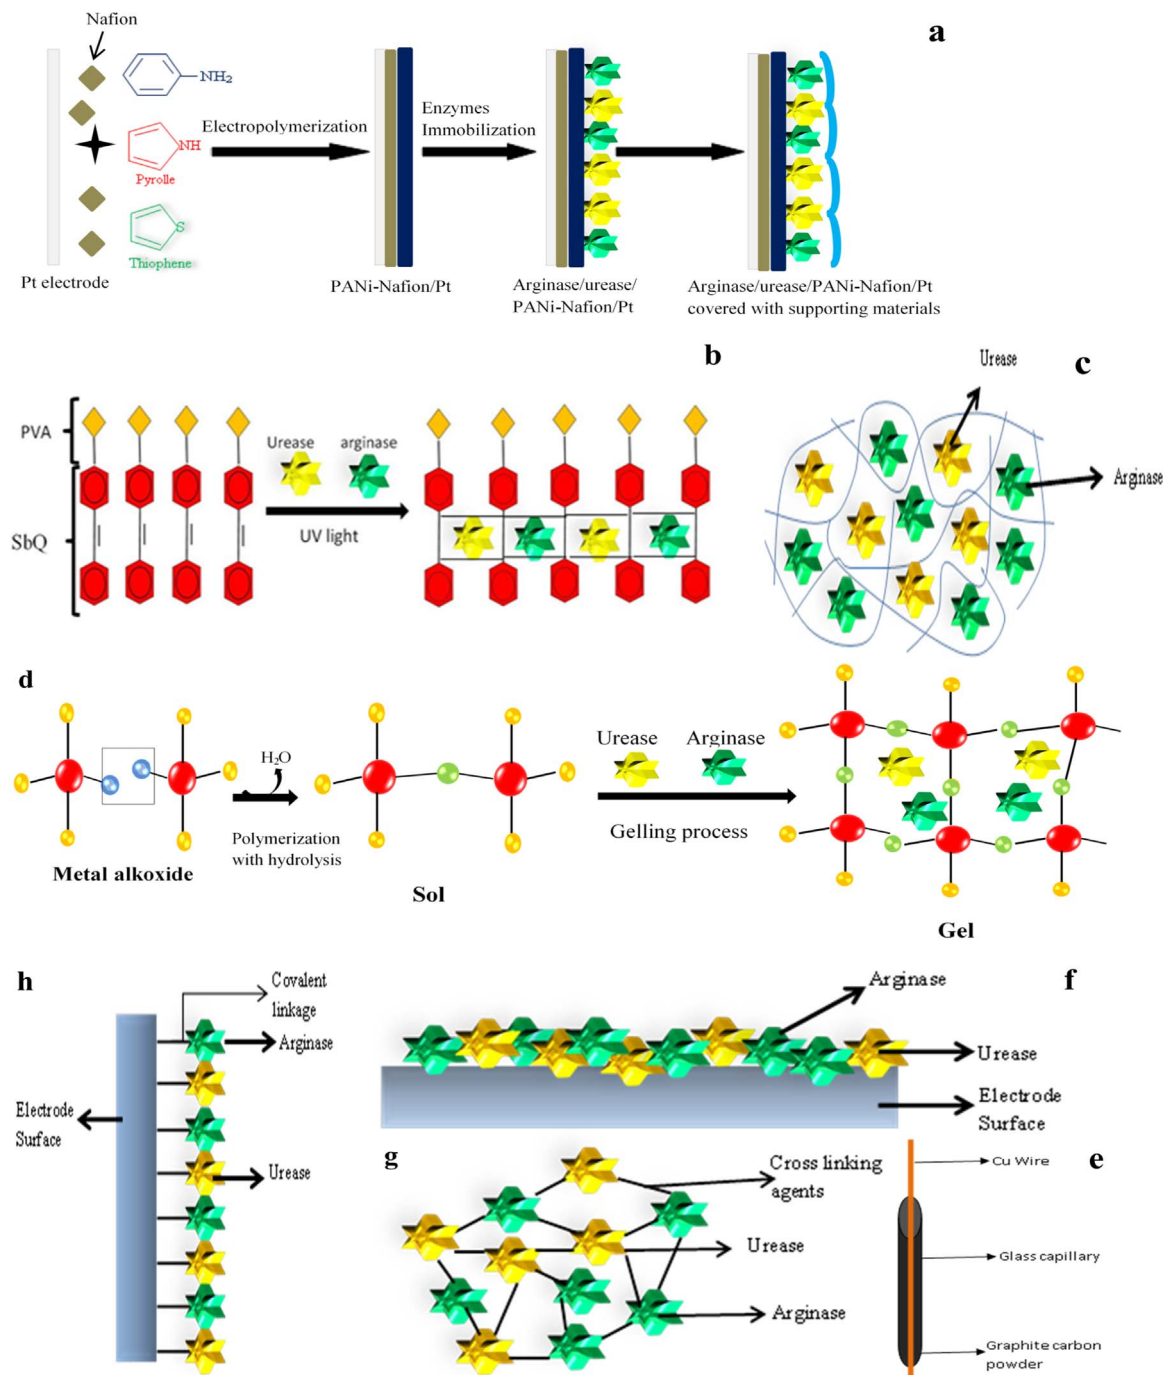 Nafion
a
NH₂
Electropolymerization
Enzymes
Immobilization
NH
Pyrolle
S
Thiophene
Pt electrode
PANi-Nafion/Pt
Arginase/urease/
PANi-Nafion/Pt
Arginase/urease/PANi-Nafion/Pt
covered with supporting materials
b
PVA
SbQ
Urease
arginase
UV light
c
Urease
Arginase
d
H₂O
Polymerization
with hydrolysis
Metal alkoxide
Sol
Urease
Arginase
Gelling process
Gel
h
Covalent
linkage
Arginase
Electrode
Surface
Urease
f
Arginase
Urease
Electrode
Surface
g
Cross linking
agents
Urease
Arginase
e
Cu Wire
Glass capillary
Graphite carbon
powder